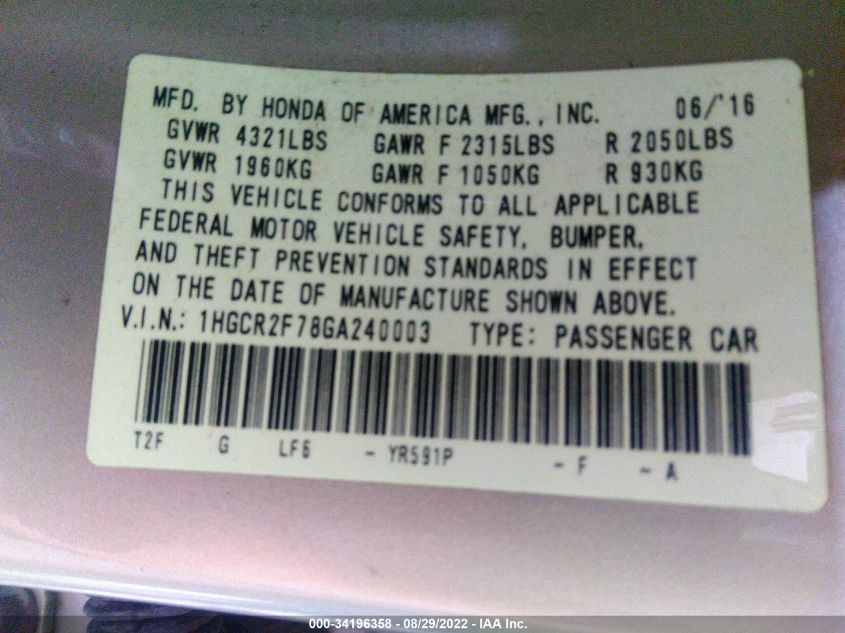 MFD. BY HONDA OF AMERICA MFG., INC. 06/'16
GVWR 4321LBS GAWR F 2315LBS R 2050LBS
GVWR 1960KG GAWR F 1050KG R 930KG
THIS VEHICLE CONFORMS TO ALL APPLICABLE
FEDERAL MOTOR VEHICLE SAFETY, BUMPER,
AND THEFT PREVENTION STANDARDS IN EFFECT
ON THE DATE OF MANUFACTURE SHOWN ABOVE.
V.I.N.: 1HGCR2F78GA240003 TYPE: PASSENGER CAR
T2F G LF6 - YR591P - F - A
000-34196358 - 08/29/2022 - IAA Inc.